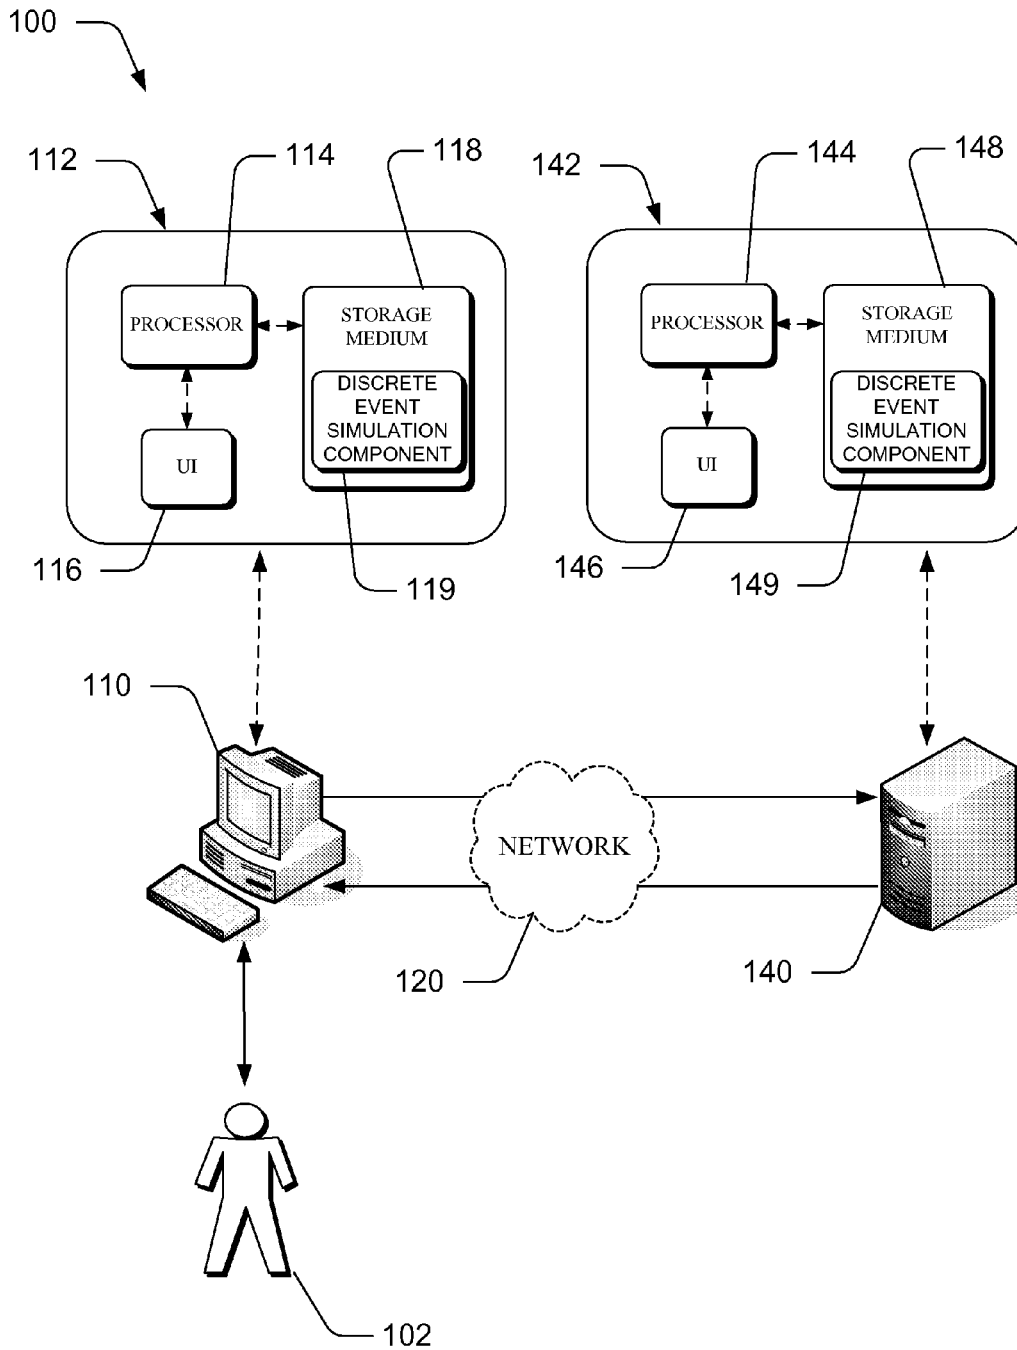 100
112
114
118
142
144
148
PROCESSOR
STORAGE
MEDIUM
DISCRETE
EVENT
SIMULATION
COMPONENT
UI
116
119
PROCESSOR
STORAGE
MEDIUM
DISCRETE
EVENT
SIMULATION
COMPONENT
UI
146
149
110
NETWORK
120
140
102